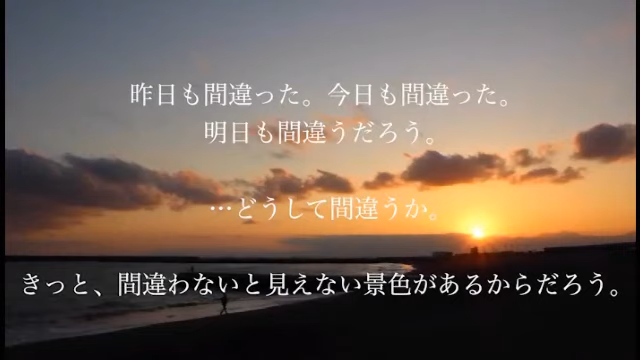 昨日も間違った。今日も間違った。
明日も間違うだろう。
…どうして間違うか。
きっと、間違わないと見えない景色があるからだろう。